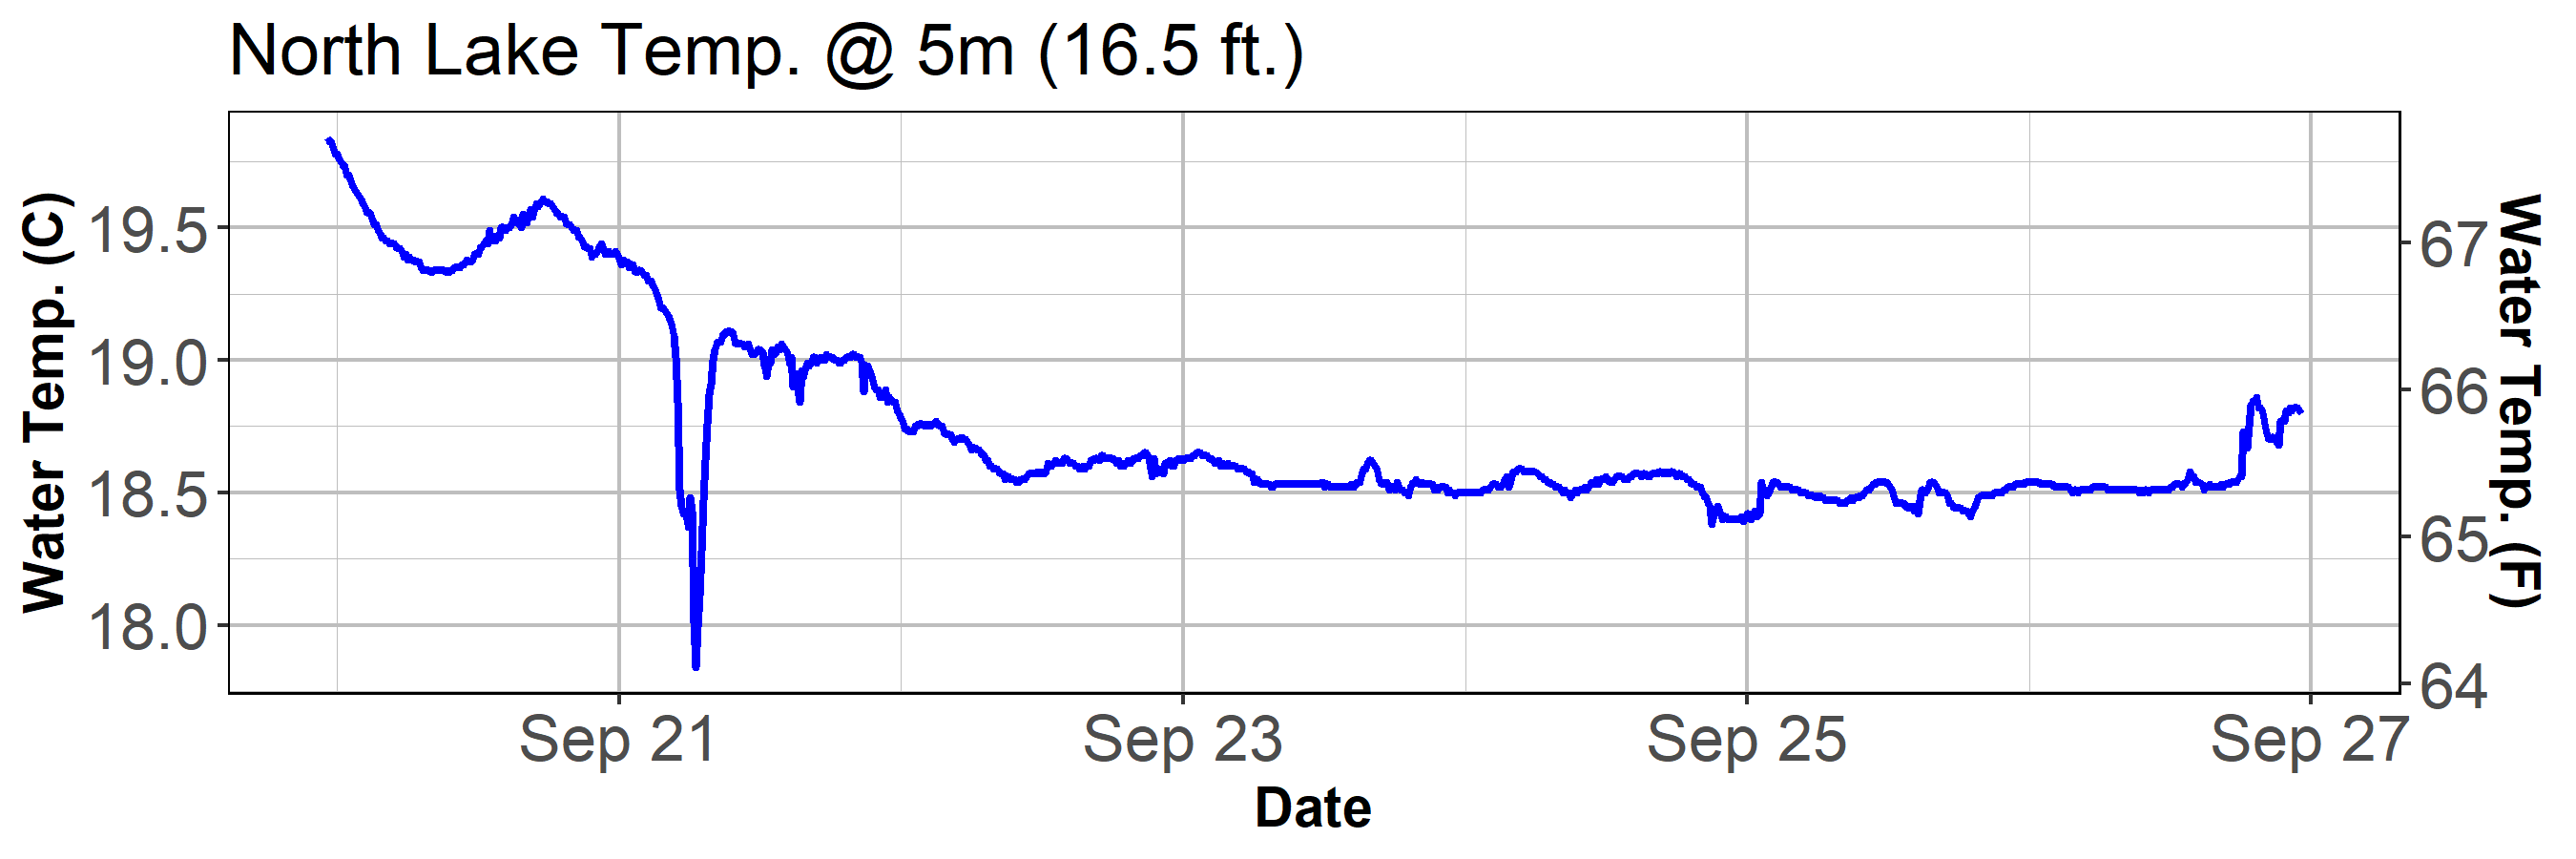 North Lake Temp. @ 5m (16.5 ft.)
Water Temp. (C)
19.5
19.0
18.5
18.0
67
66
65
64
Water Temp. (F)
Sep 21
Sep 23
Sep 25
Sep 27
Date